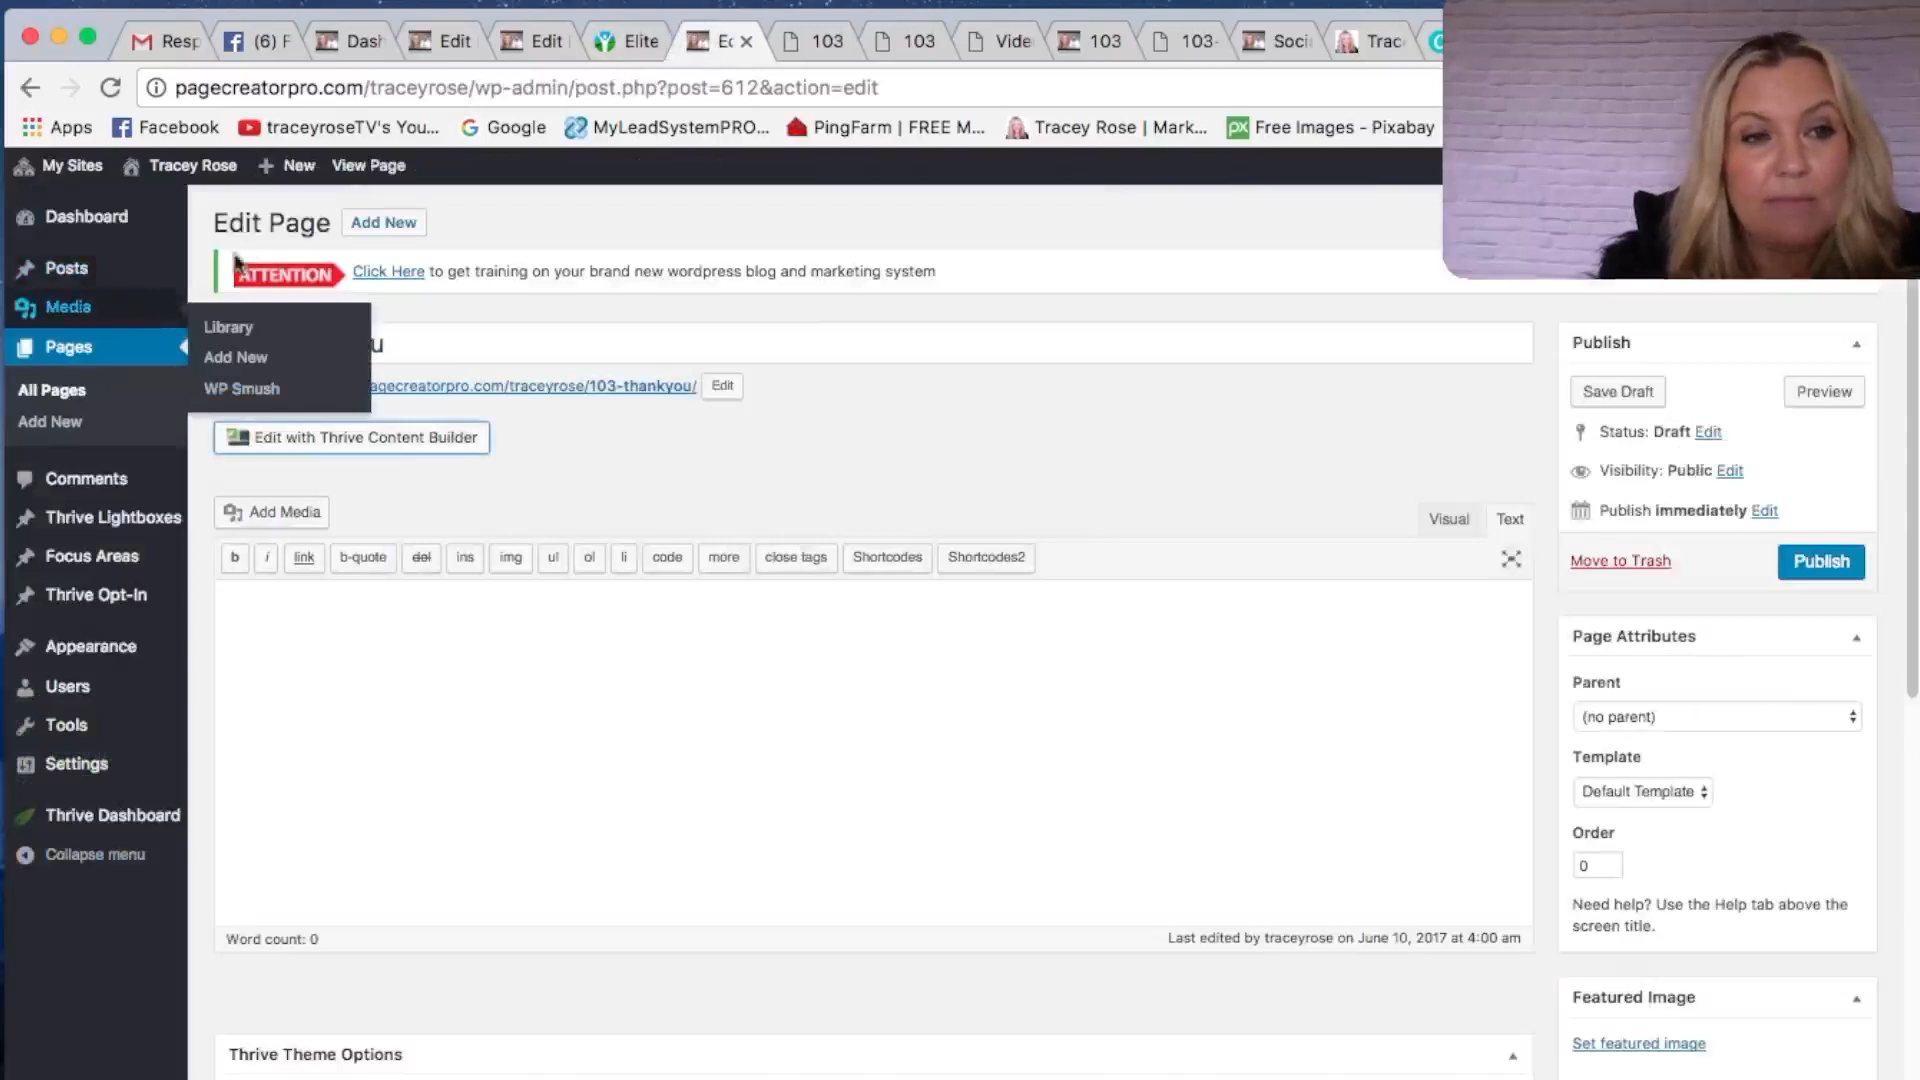 Resp
(6) F
Dash
Edit
Edit
Elite
103
103
Vide
103
103-
Soci
Trac
pagecreatorpro.com/traceyrose/wp-admin/post.php?post=612&action=edit
Apps
Facebook
traceyroseTV's You...
Google
MyLeadSystemPRO...
PingFarm | FREE M...
Tracey Rose | Mark...
px
Free Images - Pixabay
My Sites
Tracey Rose
New
View Page
Dashboard
Posts
Media
Pages
All Pages
Add New
Comments
Thrive Lightboxes
Focus Areas
Thrive Opt-In
Appearance
Users
Tools
Settings
Thrive Dashboard
Collapse menu
Library
Add New
WP Smush
Edit Page
Add New
ATTENTION
Click Here to get training on your brand new wordpress blog and marketing system
u
agecreatorpro.com/traceyrose/103-thankyou/
Edit
Edit with Thrive Content Builder
Add Media
Visual
Text
b
i
link
b-quote
del
ins
img
ul
ol
li
code
more
close tags
Shortcodes
Shortcodes2
Word count: 0
Last edited by traceyrose on June 10, 2017 at 4:00 am
Thrive Theme Options
Publish
Save Draft
Preview
Status: Draft Edit
Visibility: Public Edit
Publish immediately Edit
Move to Trash
Publish
Page Attributes
Parent
(no parent)
Template
Default Template
Order
0
Need help? Use the Help tab above the
screen title.
Featured Image
Set featured image